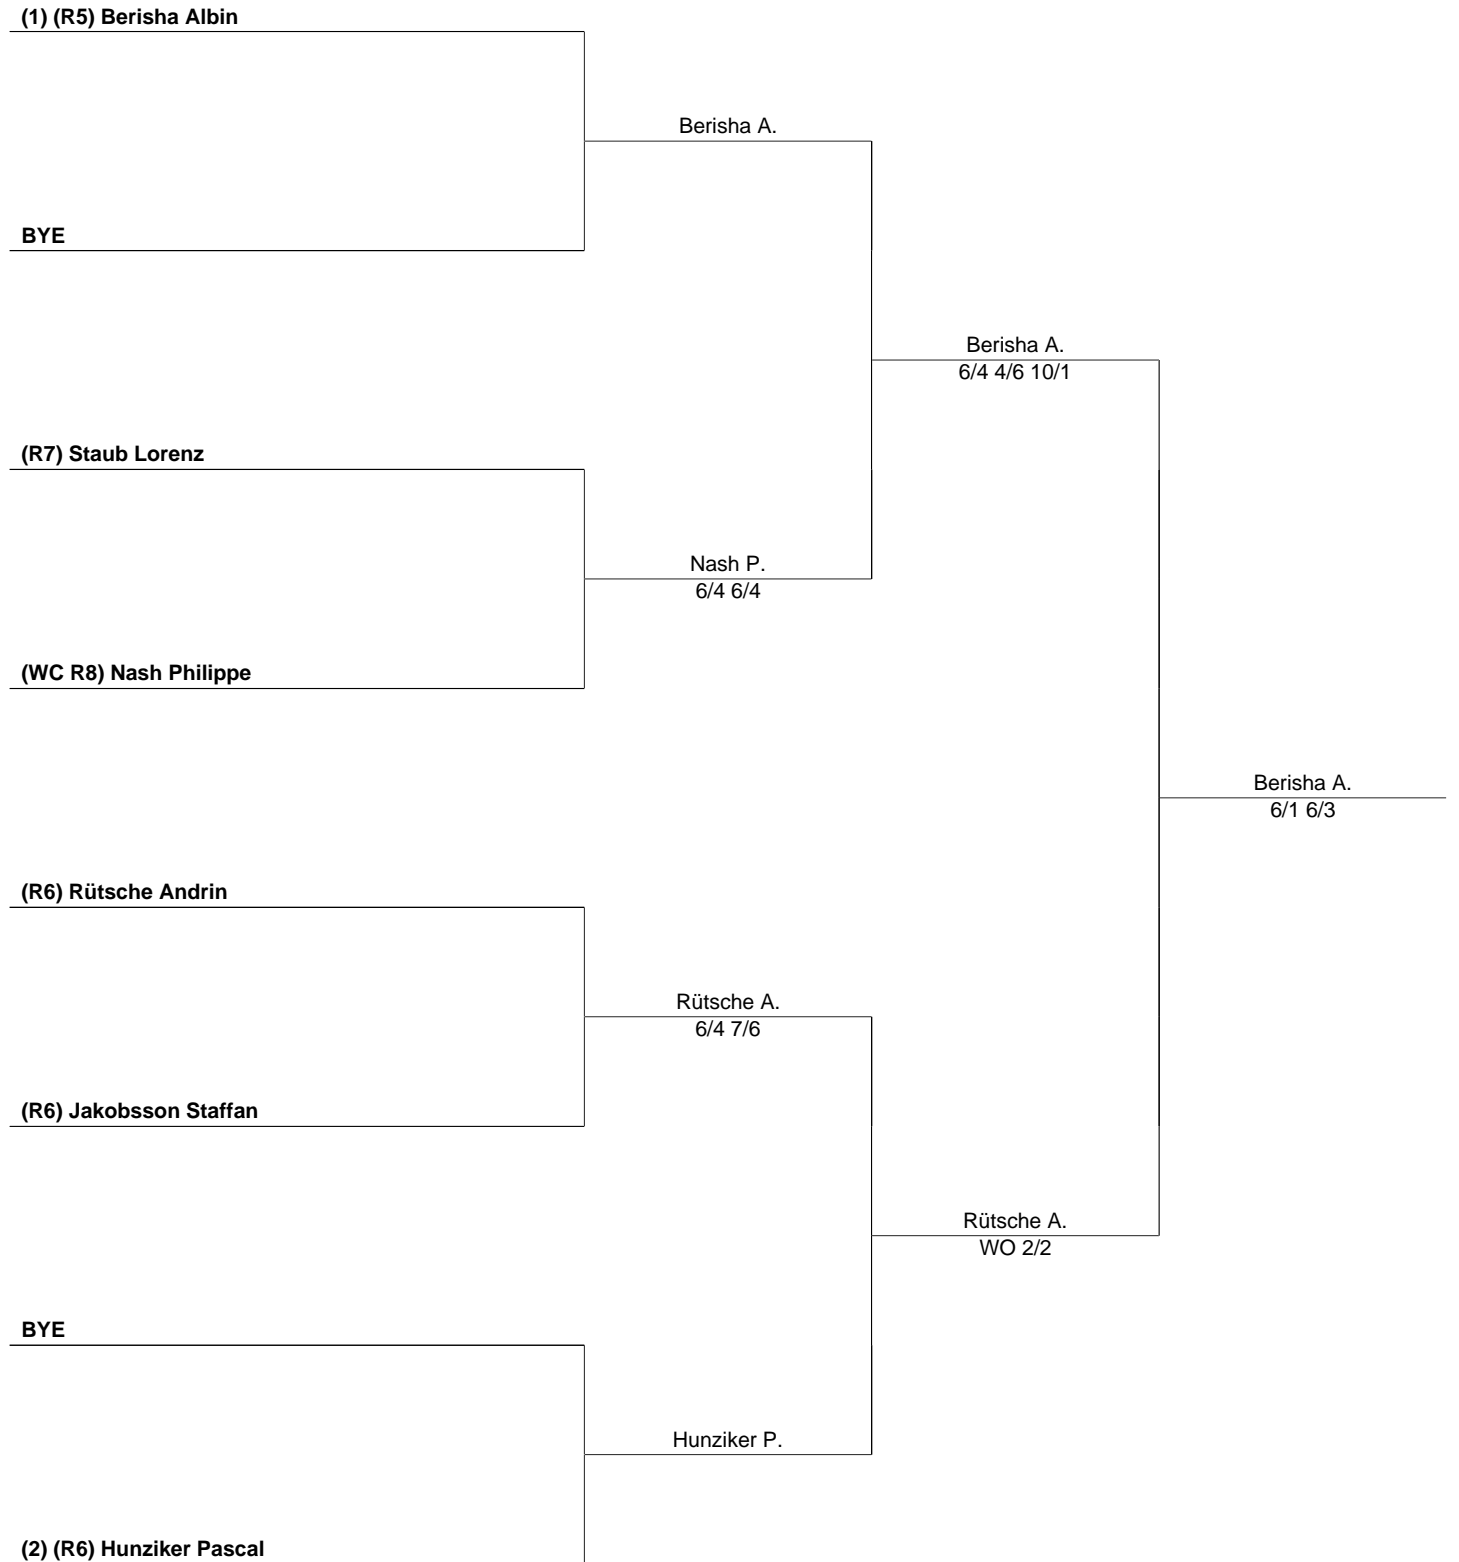 (1) (R5) Berisha Albin
Berisha A.
BYE
Berisha A.
6/4 4/6 10/1
(R7) Staub Lorenz
Nash P.
6/4 6/4
(WC R8) Nash Philippe
Berisha A.
6/1 6/3
(R6) Rütsche Andrin
Rütsche A.
6/4 7/6
(R6) Jakobsson Staffan
Rütsche A.
WO 2/2
BYE
Hunziker P.
(2) (R6) Hunziker Pascal